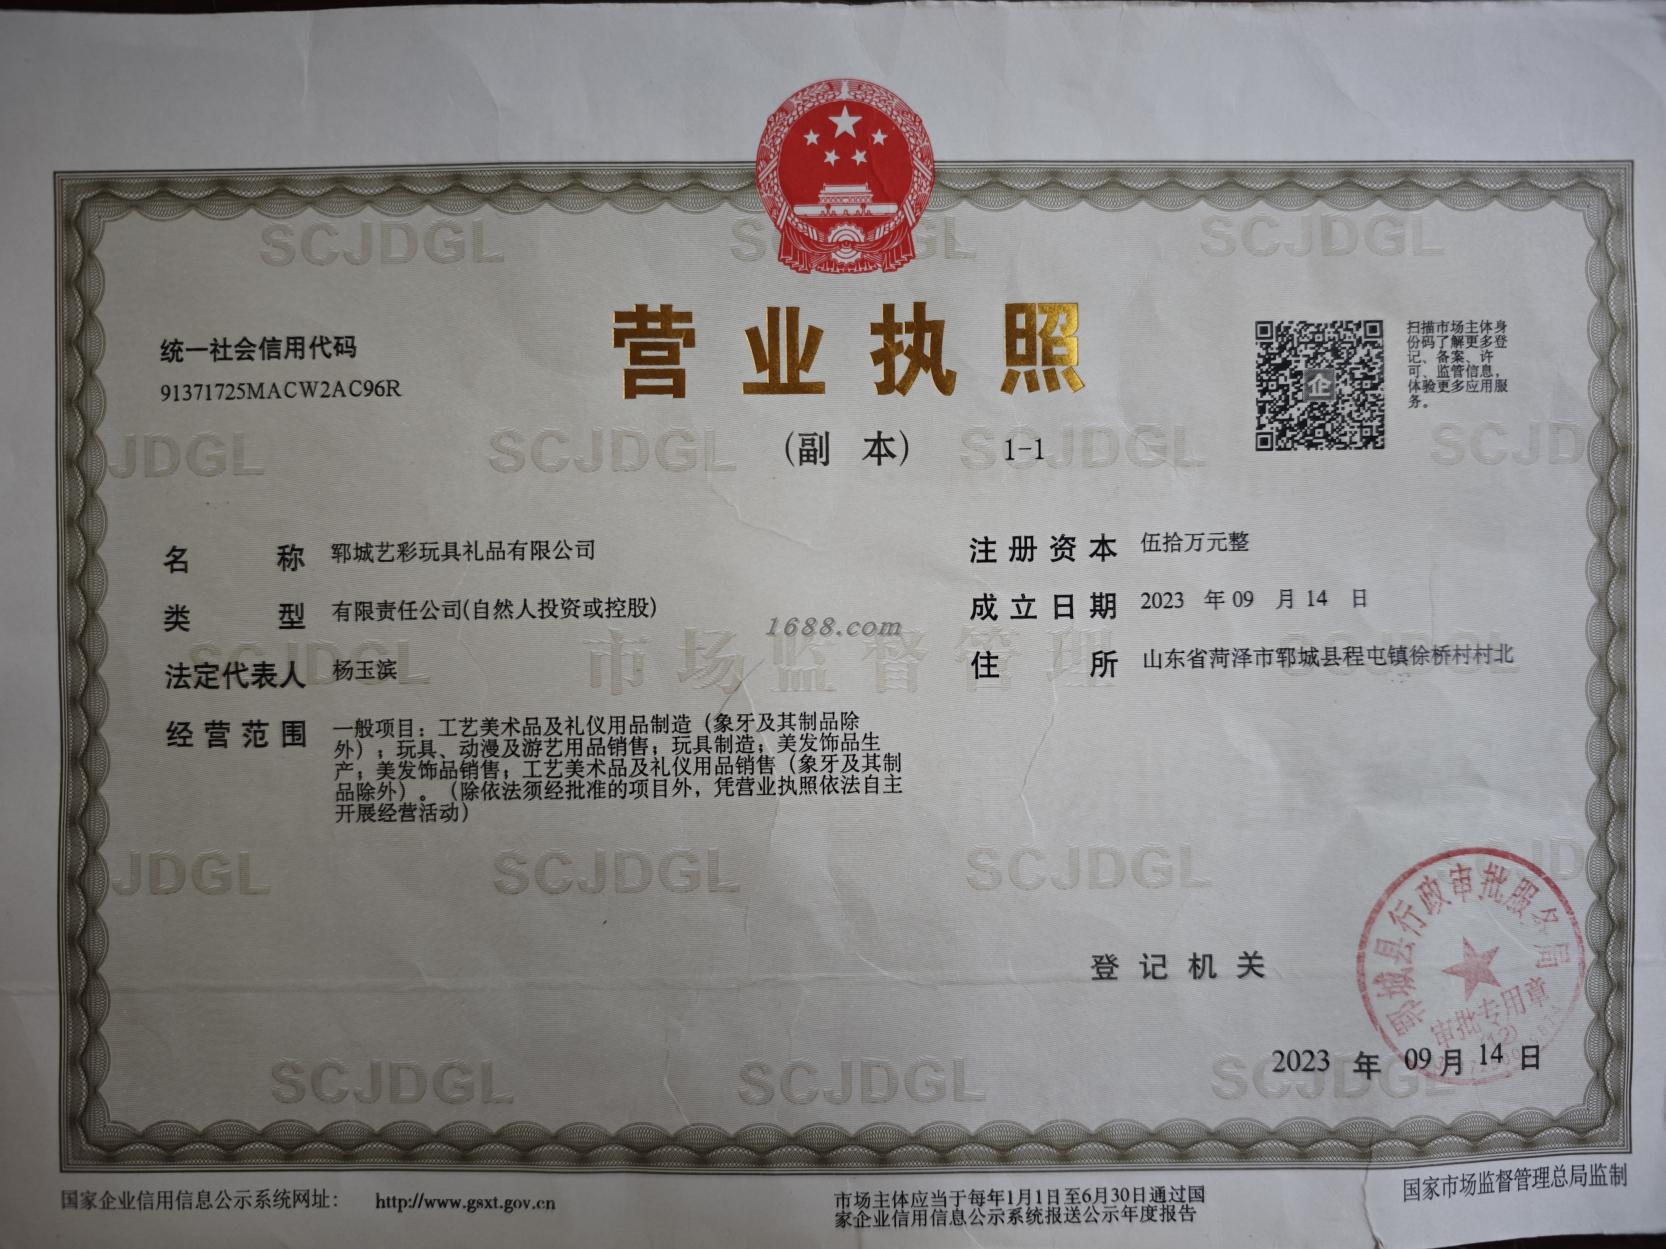 SCJDGL SCJDGL SCJDGL
营业执照
统一社会信用代码
91371725MACW2AC96R
企
扫描市场主体身
份码了解更多登
记、备案、许
可、监管信息，
体验更多应用服
务。
(副 本) 1-1
JDGL SCJDGL SCJDGL SCJD
名 称 郓城艺彩玩具礼品有限公司
类 型 有限责任公司(自然人投资或控股)
法定代表人 杨玉滨
经营范围 一般项目：工艺美术品及礼仪用品制造（象牙及其制品除
外）；玩具、动漫及游艺用品销售；玩具制造；美发饰品生
产；美发饰品销售；工艺美术品及礼仪用品销售（象牙及其制
品除外）。（除依法须经批准的项目外，凭营业执照依法自主
开展经营活动）
注册资本 伍拾万元整
成立日期 2023 年 09 月 14 日
住 所 山东省菏泽市郓城县程屯镇徐桥村村北
1688.com
SCJDGL 市场监督管理 SCJDGL
JDGL SCJDGL SCJDGL SCJD
登记机关
郓城县行政审批服务局
审批专用章
(12)
2023 年 09 月 14 日
SCJDGL SCJDGL SCJDGL
国家企业信用信息公示系统网址： http://www.gsxt.gov.cn
市场主体应当于每年1月1日至6月30日通过国
家企业信用信息公示系统报送公示年度报告
国家市场监督管理总局监制